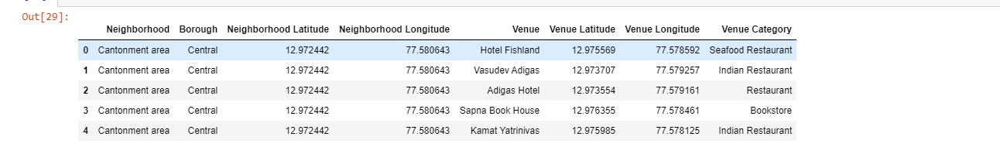 Out[29]:
Neighborhood Borough Neighborhood Latitude Neighborhood Longitude Venue Venue Latitude Venue Longitude Venue Category
0 Cantonment area Central 12.972442 77.580643 Hotel Fishland 12.975569 77.578592 Seafood Restaurant
1 Cantonment area Central 12.972442 77.580643 Vasudev Adigas 12.973707 77.579257 Indian Restaurant
2 Cantonment area Central 12.972442 77.580643 Adigas Hotel 12.973554 77.579161 Restaurant
3 Cantonment area Central 12.972442 77.580643 Sapna Book House 12.976355 77.578461 Bookstore
4 Cantonment area Central 12.972442 77.580643 Kamat Yatrinivas 12.975985 77.578125 Indian Restaurant